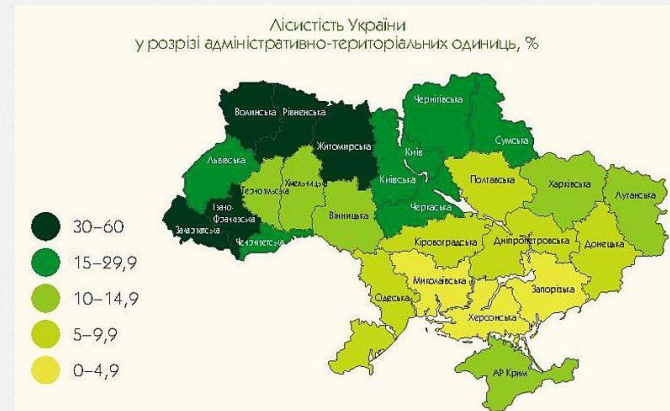 Лісистість України
у розрізі адміністративно-територіальних одиниць, %
Волинська
Рівненська
Житомирська
Чернігівська
Сумська
Київ
Київська
Львівська
Тернопільська
Хмельницька
Вінницька
Черкаська
Полтавська
Харківська
Луганська
Івано-
Франківська
Закарпатська
Чернівецька
Кіровоградська
Дніпропетровська
Донецька
Одеська
Миколаївська
Запорізька
Херсонська
АР Крим
30–60
15–29,9
10–14,9
5–9,9
0–4,9